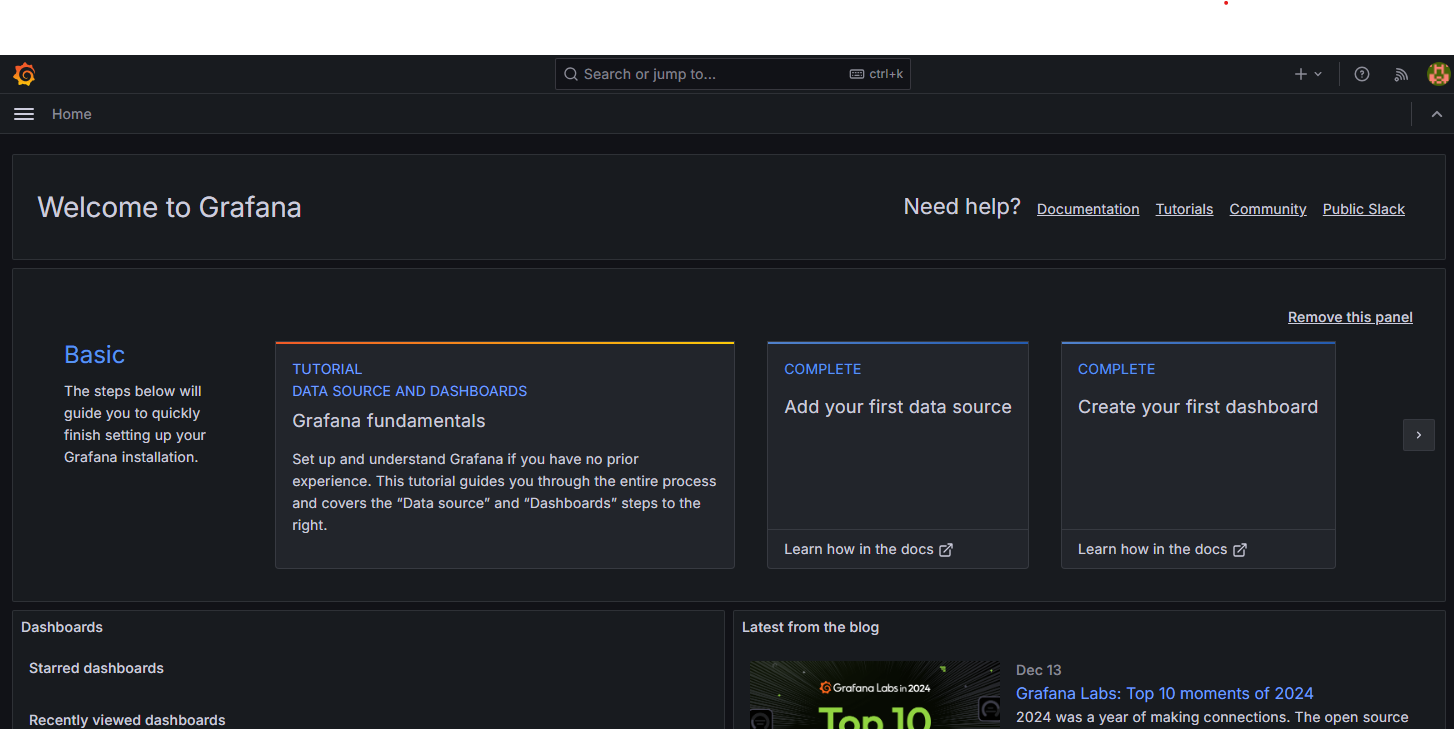 Search or jump to... ctrl+k
Home
Welcome to Grafana
Need help? Documentation Tutorials Community Public Slack
Remove this panel
Basic
The steps below will
guide you to quickly
finish setting up your
Grafana installation.
TUTORIAL
DATA SOURCE AND DASHBOARDS
Grafana fundamentals
Set up and understand Grafana if you have no prior
experience. This tutorial guides you through the entire process
and covers the “Data source” and “Dashboards” steps to the
right.
COMPLETE
Add your first data source
Learn how in the docs
COMPLETE
Create your first dashboard
Learn how in the docs
Dashboards
Starred dashboards
Recently viewed dashboards
Latest from the blog
Grafana Labs in 2024
Top 10
Dec 13
Grafana Labs: Top 10 moments of 2024
2024 was a year of making connections. The open source